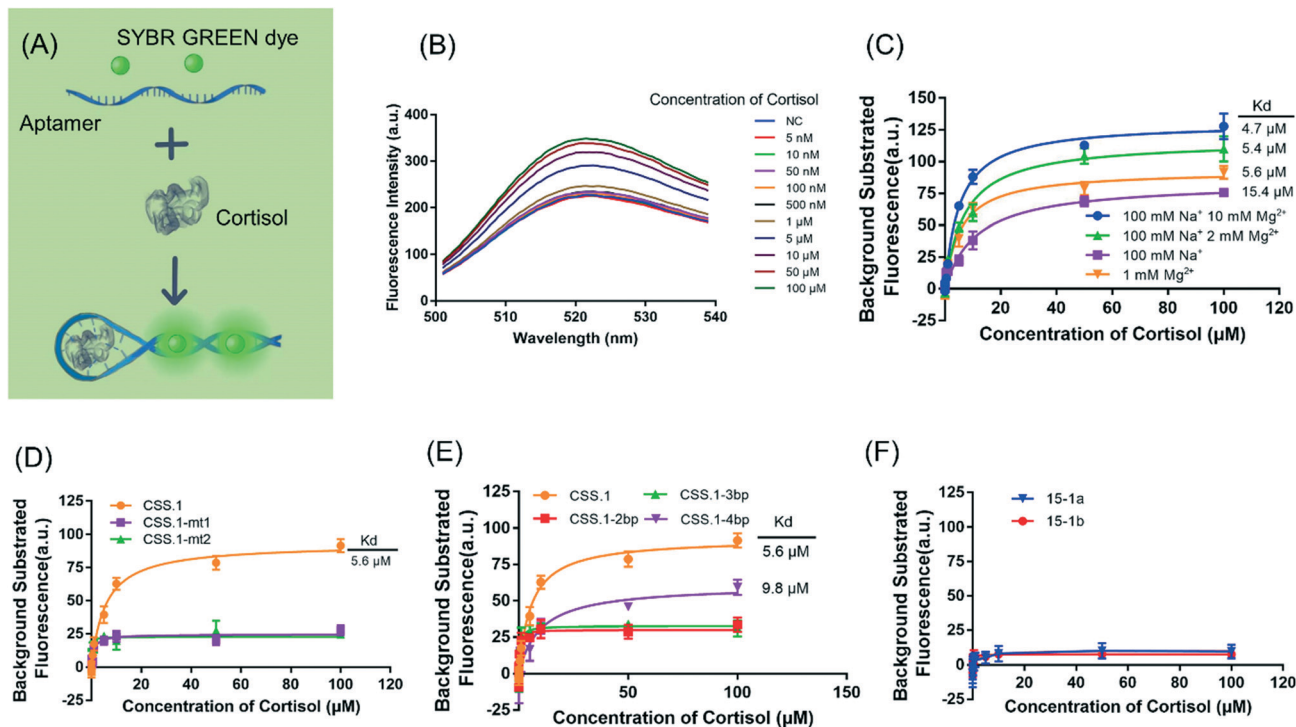 (A)
SYBR GREEN dye
Aptamer
Cortisol
(B)
Concentration of Cortisol
NC
5 nM
10 nM
50 nM
100 nM
500 nM
1 µM
5 µM
10 µM
50 µM
100 µM
400
300
200
100
0
501
510
520
530
540
Fluorescence Intensity (a.u.)
Wavelength (nm)
(C)
Kd
4.7 µM
5.4 µM
5.6 µM
15.4 µM
100 mM Na⁺ 10 mM Mg²⁺
100 mM Na⁺ 2 mM Mg²⁺
100 mM Na⁺
1 mM Mg²⁺
150
125
100
75
50
25
0
-25
20
40
60
80
100
120
Background Substrated
Fluorescence(a.u.)
Concentration of Cortisol (µM)
(D)
CSS.1
CSS.1-mt1
CSS.1-mt2
Kd
5.6 µM
125
100
75
50
25
0
-25
20
40
60
80
100
120
Background Substrated
Fluorescence(a.u.)
Concentration of Cortisol (µM)
(E)
CSS.1
CSS.1-2bp
CSS.1-3bp
CSS.1-4bp
Kd
5.6 µM
9.8 µM
125
100
75
50
25
0
-25
50
100
150
Background Substrated
Fluorescence(a.u.)
Concentration of Cortisol (µM)
(F)
15-1a
15-1b
125
100
75
50
25
0
-25
20
40
60
80
100
120
Background Substrated
Fluorescence(a.u.)
Concentration of Cortisol (µM)